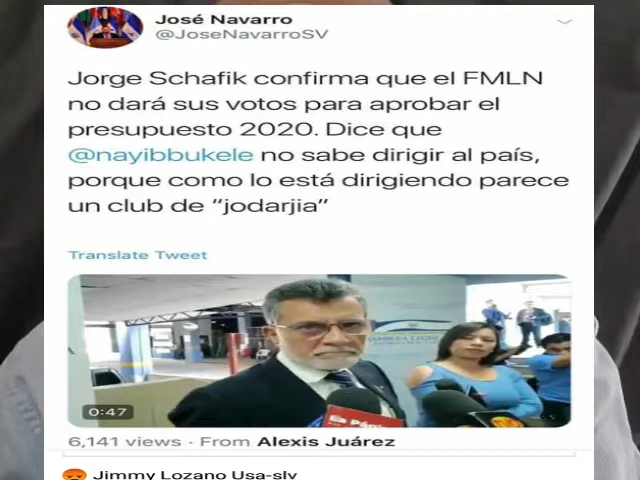 José Navarro
@JoseNavarroSV
Jorge Schafik confirma que el FMLN
no dará sus votos para aprobar el
presupuesto 2020. Dice que
@nayibbukele no sabe dirigir al país,
porque como lo está dirigiendo parece
un club de “jodarjia”
Translate Tweet
0:47
6,141 views · From Alexis Juárez
Jimmy Lozano Usa-slv